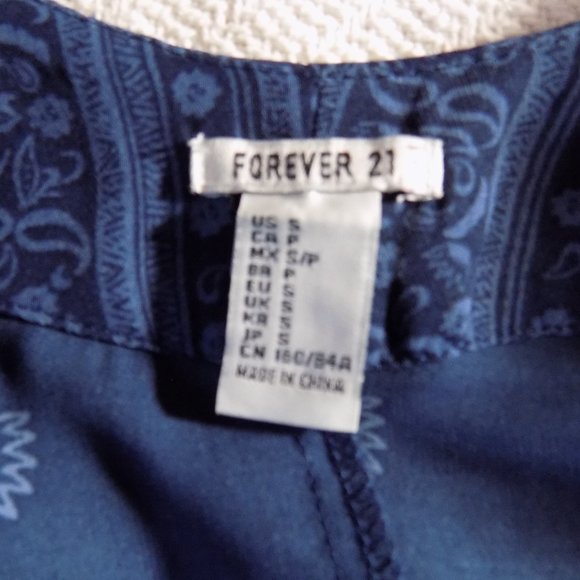 FOREVER 21
US S
CA P
MX S/P
BR P
EU S
UK S
KR S
JP S
CN 160/84A
MADE IN CHINA